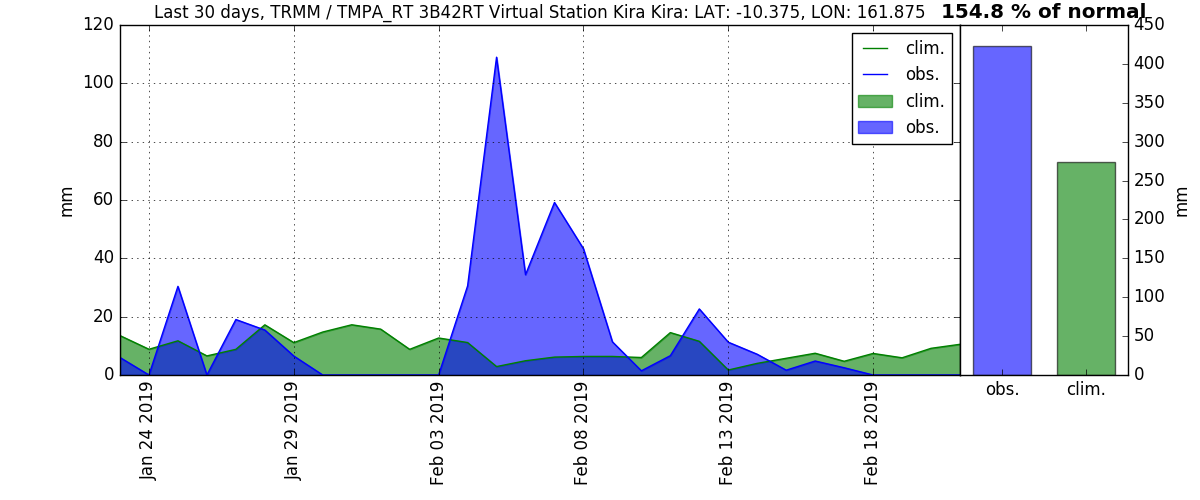 Last 30 days, TRMM / TMPA_RT 3B42RT Virtual Station Kira Kira: LAT: -10.375, LON: 161.875
154.8 % of normal
120
100
80
60
40
20
0
mm
clim.
obs.
clim.
obs.
Jan 24 2019
Jan 29 2019
Feb 03 2019
Feb 08 2019
Feb 13 2019
Feb 18 2019
450
400
350
300
250
200
150
100
50
0
mm
obs.
clim.